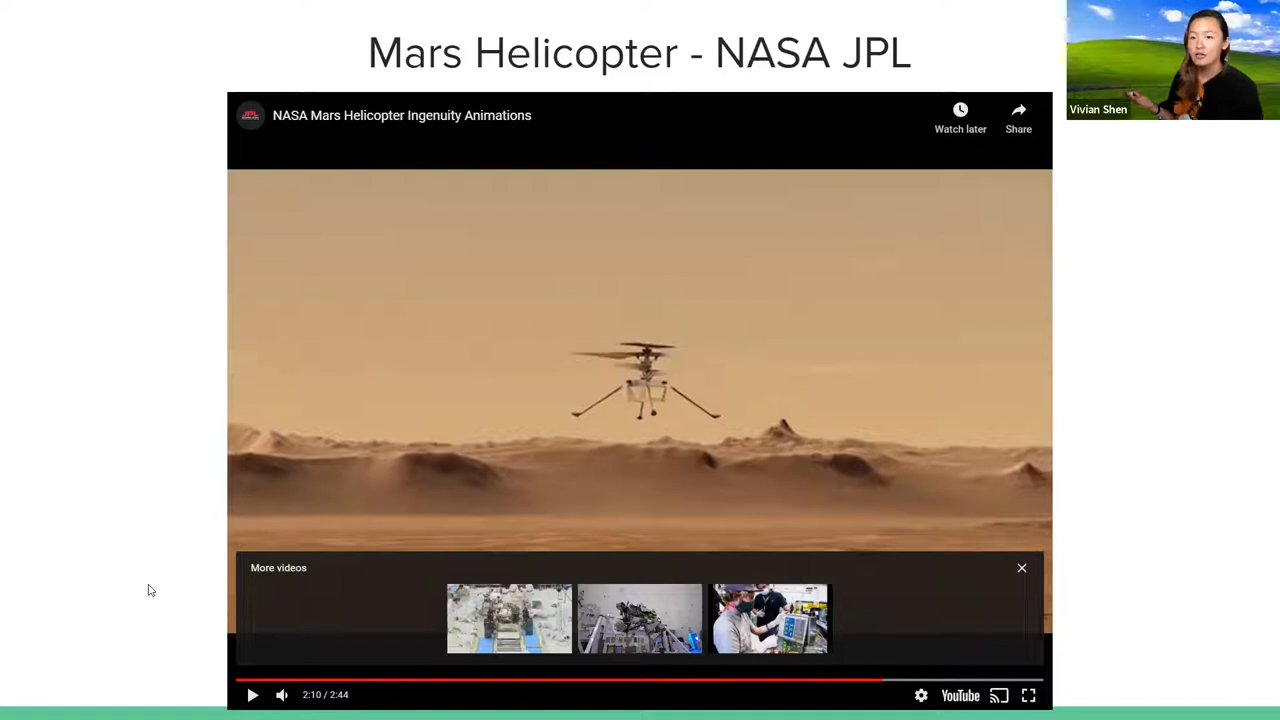 Mars Helicopter - NASA JPL
NASA Mars Helicopter Ingenuity Animations
Watch later
Share
Vivian Shen
More videos
2:10 / 2:44
YouTube